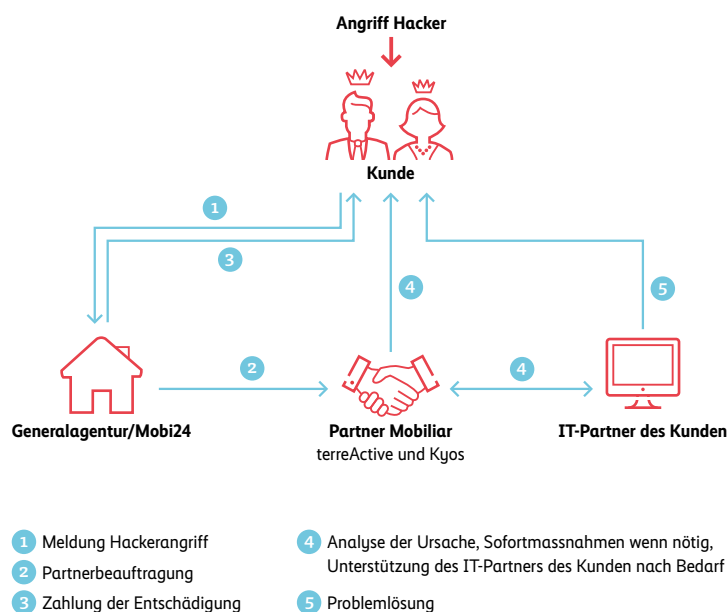 Angriff Hacker
Kunde
1
3
4
5
2
4
Generalagentur/Mobi24
Partner Mobiliar
terreActive und Kyos
IT-Partner des Kunden
1 Meldung Hackerangriff
2 Partnerbeauftragung
3 Zahlung der Entschädigung
4 Analyse der Ursache, Sofortmassnahmen wenn nötig,
Unterstützung des IT-Partners des Kunden nach Bedarf
5 Problemlösung